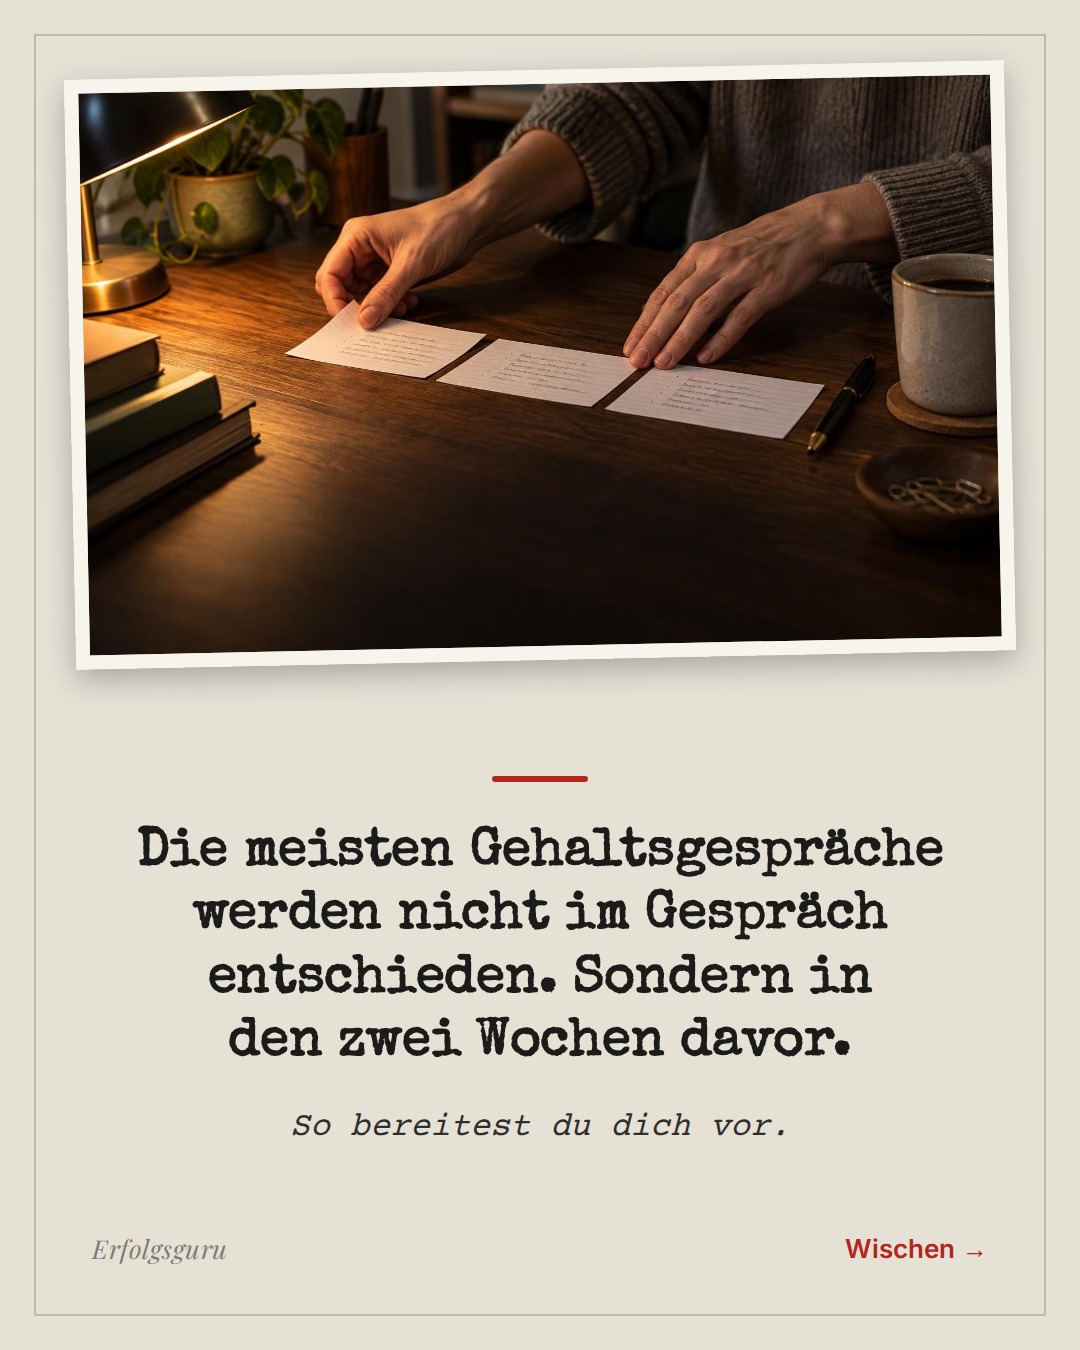 Die meisten Gehaltsgespräche
werden nicht im Gespräch
entschieden. Sondern in
den zwei Wochen davor.
So bereitest du dich vor.
Erfolgsguru
Wischen →